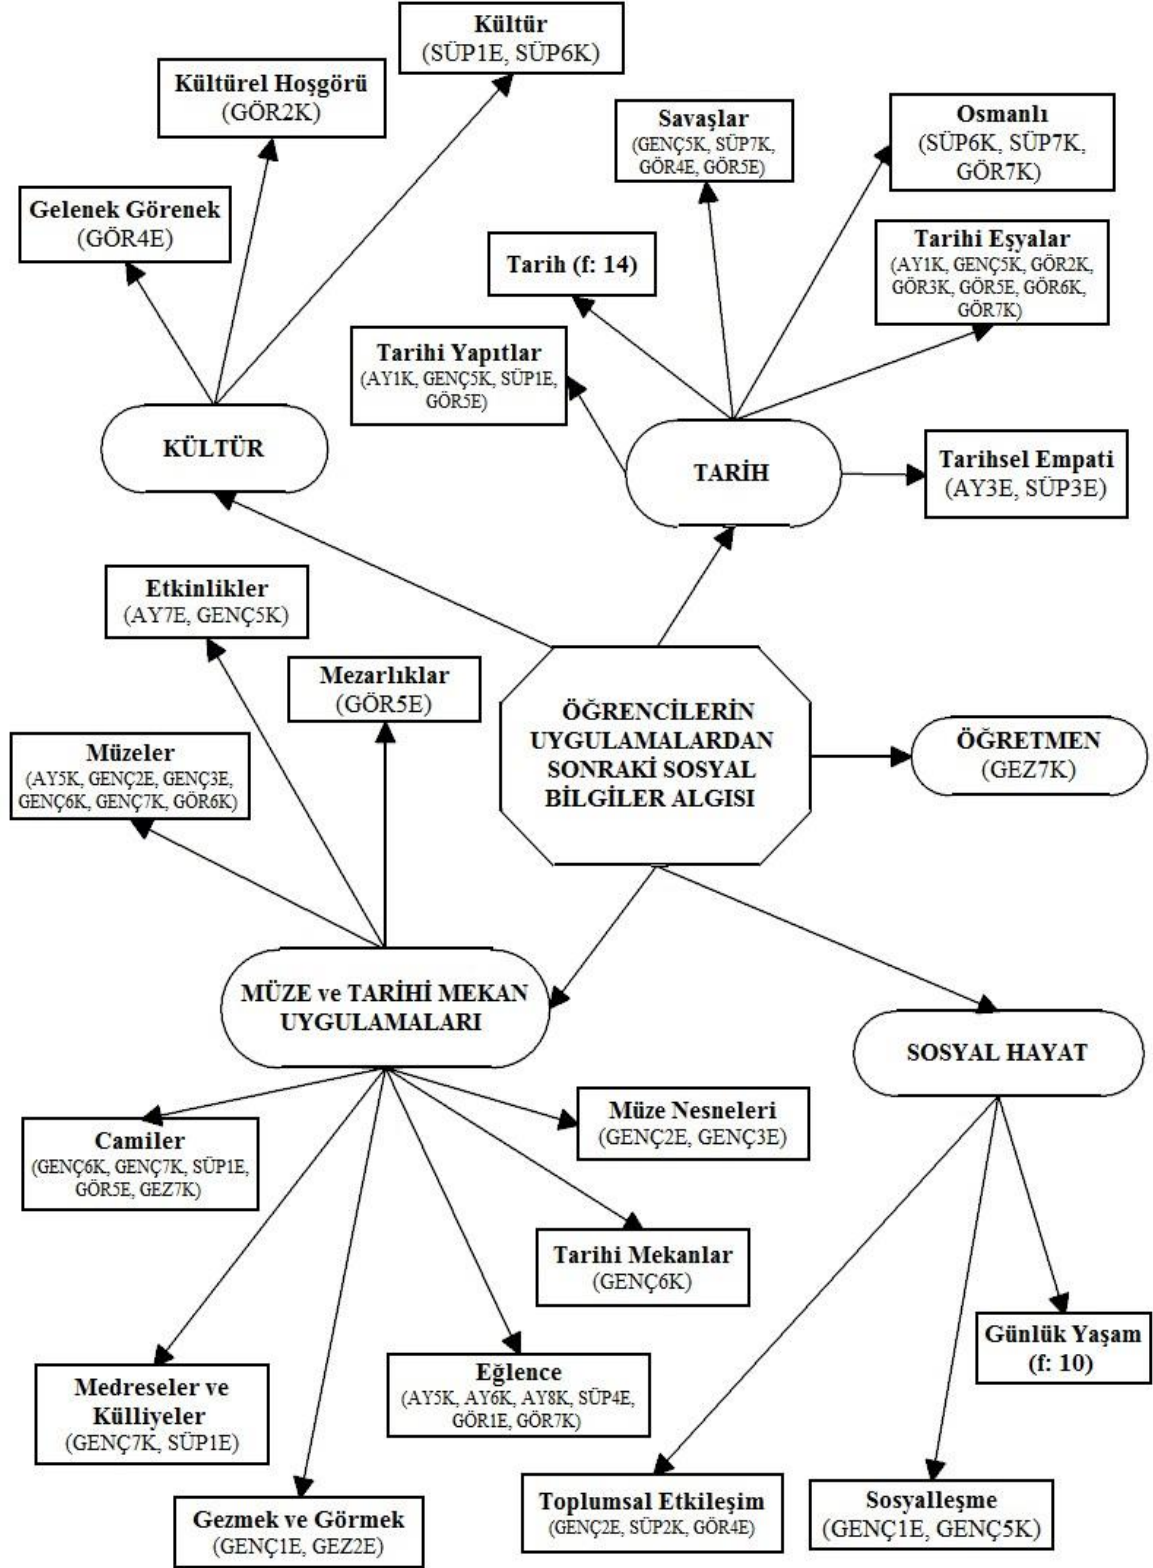 Kültür
(SÜP1E, SÜP6K)
Kültürel Hoşgörü
(GÖR2K)
Gelenek Görenek
(GÖR4E)
KÜLTÜR
Savaşlar
(GENÇ5K, SÜP7K,
GÖR4E, GÖR5E)
Osmanlı
(SÜP6K, SÜP7K,
GÖR7K)
Tarih (f: 14)
Tarihi Eşyalar
(AY1K, GENÇ5K, GÖR2K,
GÖR3K, GÖR5E, GÖR6K,
GÖR7K)
Tarihi Yapıtlar
(AY1K, GENÇ5K, SÜP1E,
GÖR5E)
TARİH
Tarihsel Empati
(AY3E, SÜP3E)
Etkinlikler
(AY7E, GENÇ5K)
Mezarlıklar
(GÖR5E)
Müzeler
(AY5K, GENÇ2E, GENÇ3E,
GENÇ6K, GENÇ7K, GÖR6K)
ÖĞRENCİLERİN
UYGULAMALARDAN
SONRAKİ SOSYAL
BİLGİLER ALGISI
ÖĞRETMEN
(GEZ7K)
MÜZE ve TARİHİ MEKAN
UYGULAMALARI
SOSYAL HAYAT
Camiler
(GENÇ6K, GENÇ7K, SÜP1E,
GÖR5E, GEZ7K)
Müze Nesneleri
(GENÇ2E, GENÇ3E)
Tarihi Mekanlar
(GENÇ6K)
Günlük Yaşam
(f: 10)
Medreseler ve
Külliyeler
(GENÇ7K, SÜP1E)
Eğlence
(AY5K, AY6K, AY8K, SÜP4E,
GÖR1E, GÖR7K)
Gezmek ve Görmek
(GENÇ1E, GEZ2E)
Toplumsal Etkileşim
(GENÇ2E, SÜP2K, GÖR4E)
Sosyalleşme
(GENÇ1E, GENÇ5K)